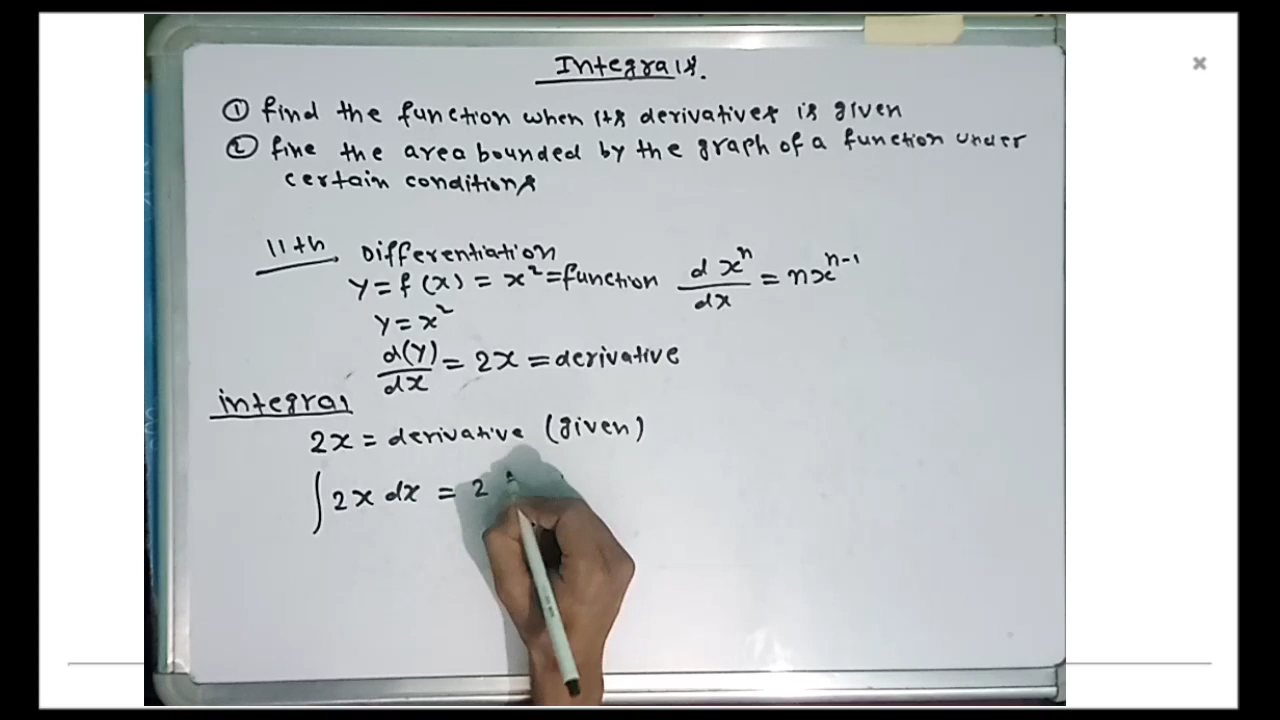 Integrals.
① find the function when its derivatives is given
② fine the area bounded by the graph of a function under
certain conditions
11th Differentiation
y = f(x) = x² = function d xⁿ/dx = nxⁿ⁻¹
y = x²
d(y)/dx = 2x = derivative
integral
2x = derivative (given)
∫ 2x dx = 2